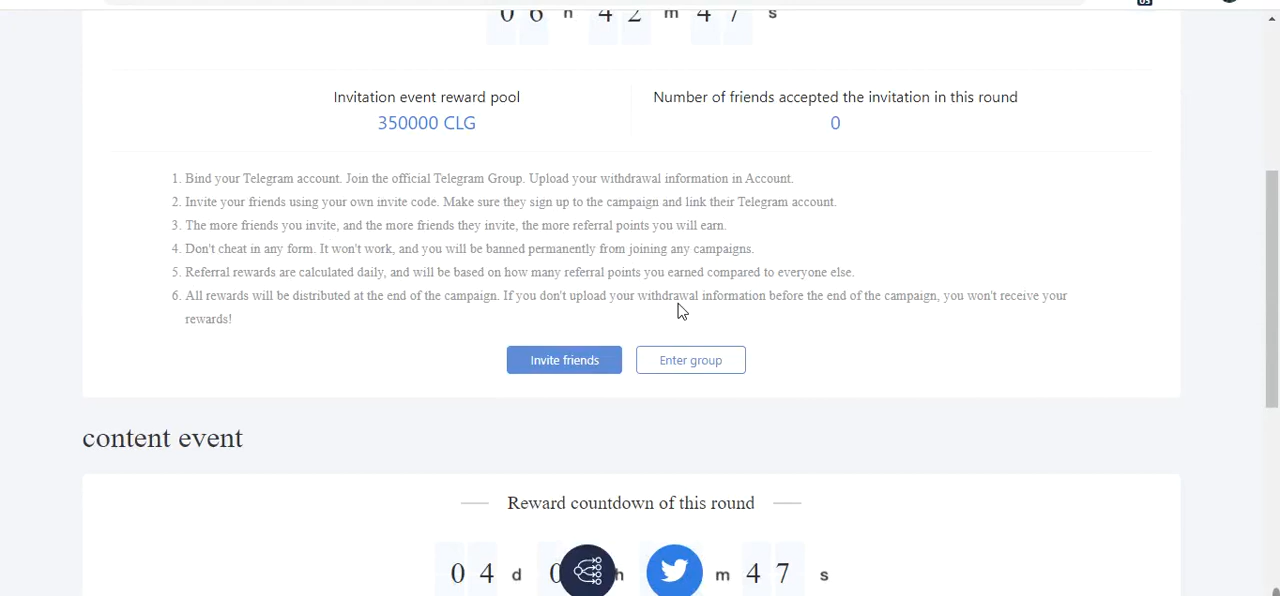 06 h 42 m 47 s
Invitation event reward pool
350000 CLG
Number of friends accepted the invitation in this round
0
1. Bind your Telegram account. Join the official Telegram Group. Upload your withdrawal information in Account.
2. Invite your friends using your own invite code. Make sure they sign up to the campaign and link their Telegram account.
3. The more friends you invite, and the more friends they invite, the more referral points you will earn.
4. Don't cheat in any form. It won't work, and you will be banned permanently from joining any campaigns.
5. Referral rewards are calculated daily, and will be based on how many referral points you earned compared to everyone else.
6. All rewards will be distributed at the end of the campaign. If you don't upload your withdrawal information before the end of the campaign, you won't receive your
rewards!
Invite friends
Enter group
content event
Reward countdown of this round
04 d 0 h m 47 s